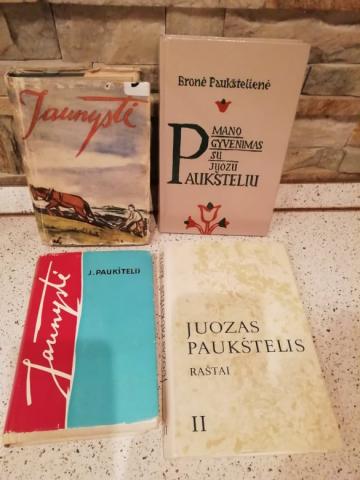 Jaunystė
Bronė Paukštelienė
MANO
GYVENIMAS
SU
JUOZU
PAUKŠTELIU
J. PAUKŠTELIS
Jaunystė
JUOZAS
PAUKŠTELIS
RAŠTAI
II